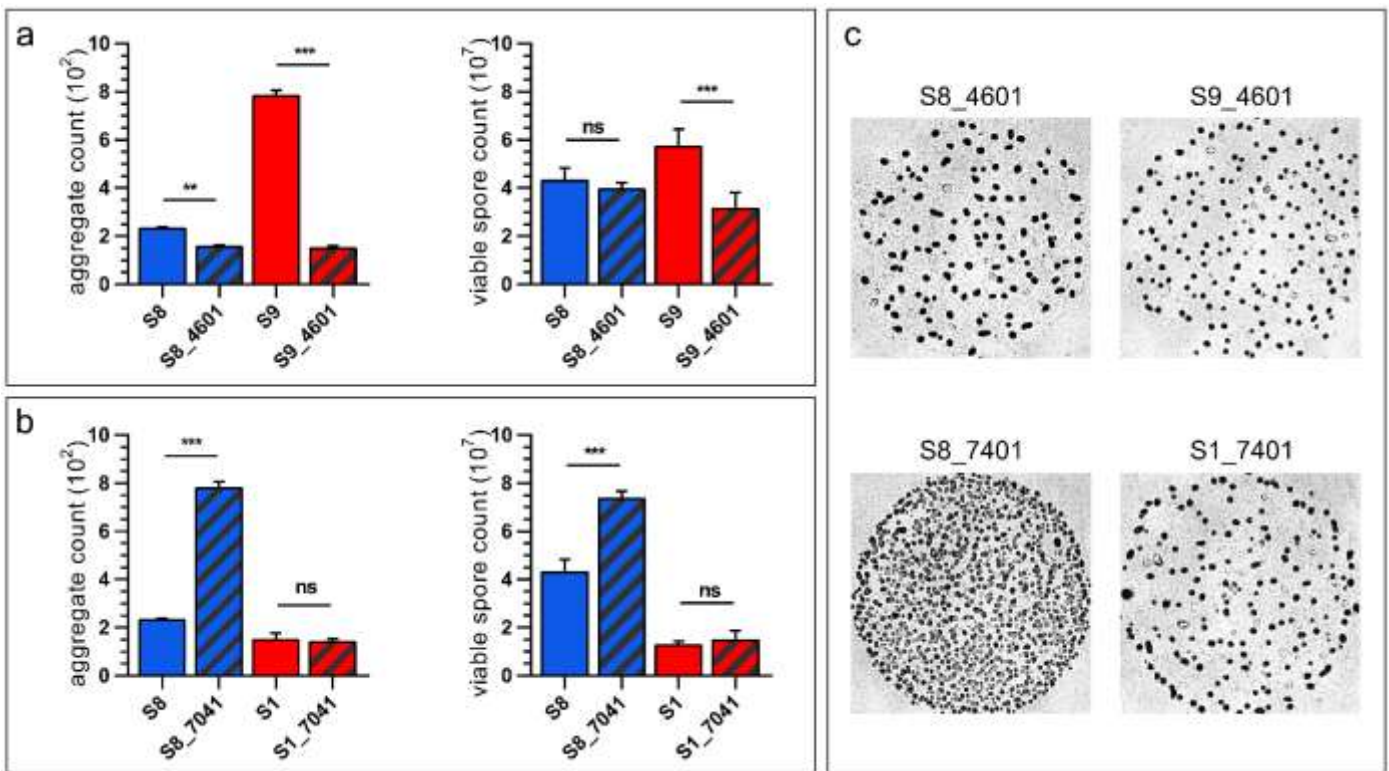 a
aggregate count (10²)
10
8
6
4
2
0
**
***
S8
S8_4601
S9
S9_4601
viable spore count (10⁷)
10
8
6
4
2
0
ns
***
S8
S8_4601
S9
S9_4601
b
aggregate count (10²)
10
8
6
4
2
0
***
ns
S8
S8_7041
S1
S1_7041
viable spore count (10⁷)
10
8
6
4
2
0
***
ns
S8
S8_7041
S1
S1_7041
c
S8_4601
S9_4601
S8_7401
S1_7401